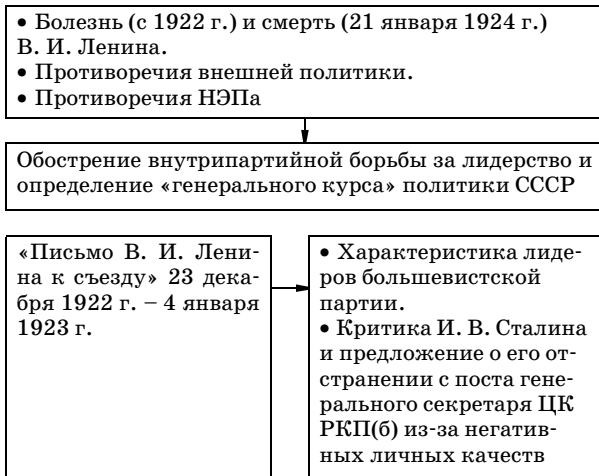 • Болезнь (с 1922 г.) и смерть (21 января 1924 г.)
В. И. Ленина.
• Противоречия внешней политики.
• Противоречия НЭПа
Обострение внутрипартийной борьбы за лидерство и
определение «генерального курса» политики СССР
«Письмо В. И. Лени-
на к съезду» 23 дека-
бря 1922 г. – 4 января
1923 г.
• Характеристика лиде-
ров большевистской
партии.
• Критика И. В. Сталина
и предложение о его от-
странении с поста гене-
рального секретаря ЦК
РКП(б) из-за негатив-
ных личных качеств